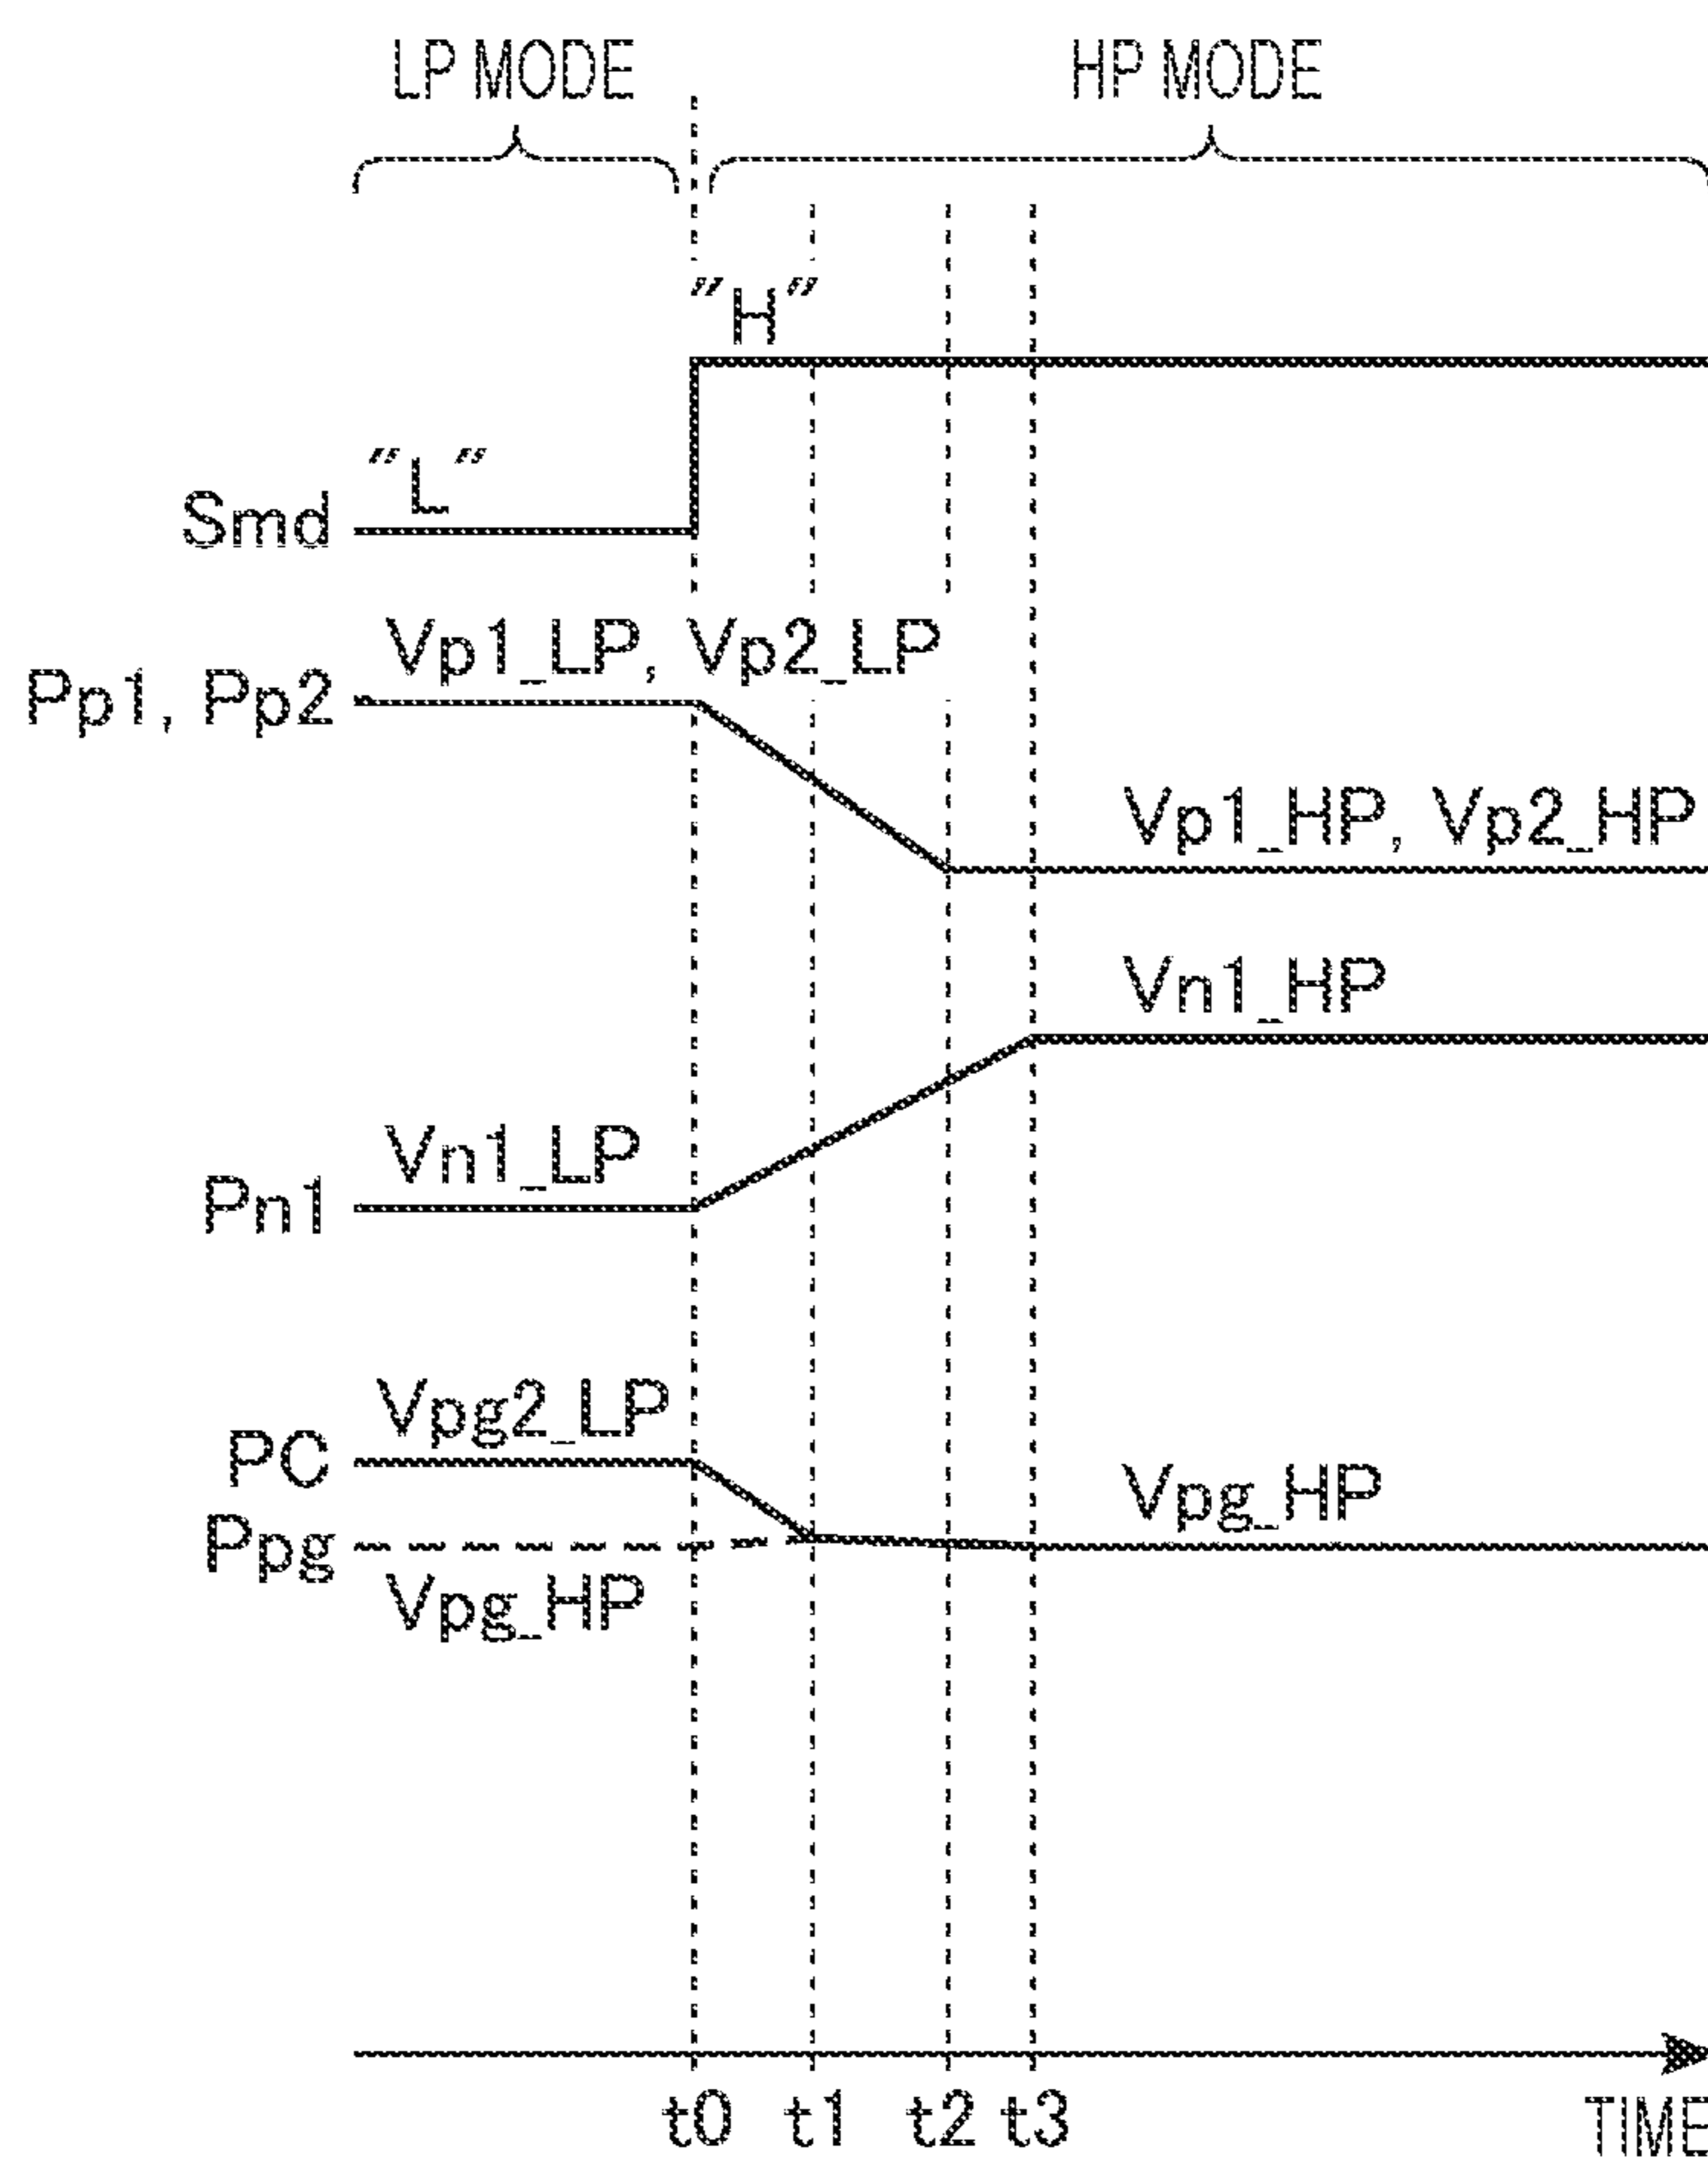 LP MODE HP MODE
"H"
"L"
Smd
Vp1_LP, Vp2_LP
Pp1, Pp2
Vp1_HP, Vp2_HP
Vn1_HP
Vn1_LP
Pn1
Vpg2_LP
PC
Vpg_HP
Ppg
Vpg_HP
t0 t1 t2 t3 TIME